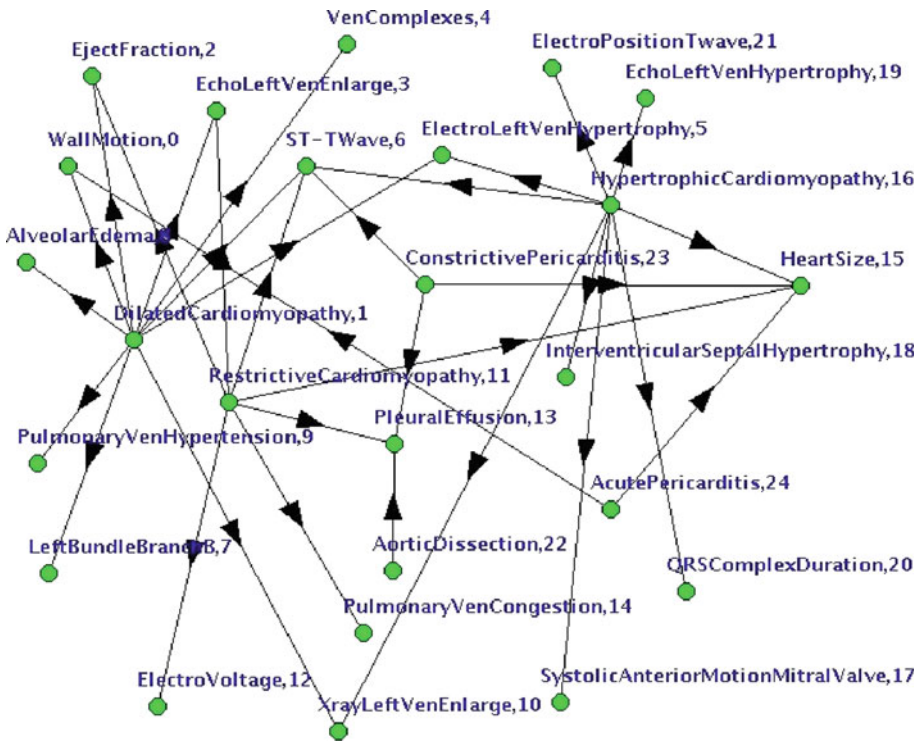 VenComplexes,4
EjectFraction,2
ElectroPositionTwave,21
EchoLeftVenHypertrophy,19
EchoLeftVenEnlarge,3
WallMotion,0
ST-TWave,6
ElectroLeftVenHypertrophy,5
HypertrophicCardiomyopathy,16
AlveolarEdema,
ConstrictivePericarditis,23
HeartSize,15
DilatedCardiomyopathy,1
InterventricularSeptalHypertrophy,18
RestrictiveCardiomyopathy,11
PleuralEffusion,13
PulmonaryVenHypertension,9
AcutePericarditis,24
LeftBundleBranchB,7
AorticDissection,22
QRSComplexDuration,20
PulmonaryVenCongestion,14
ElectroVoltage,12
XrayLeftVenEnlarge,10
SystolicAnteriorMotionMitralValve,17